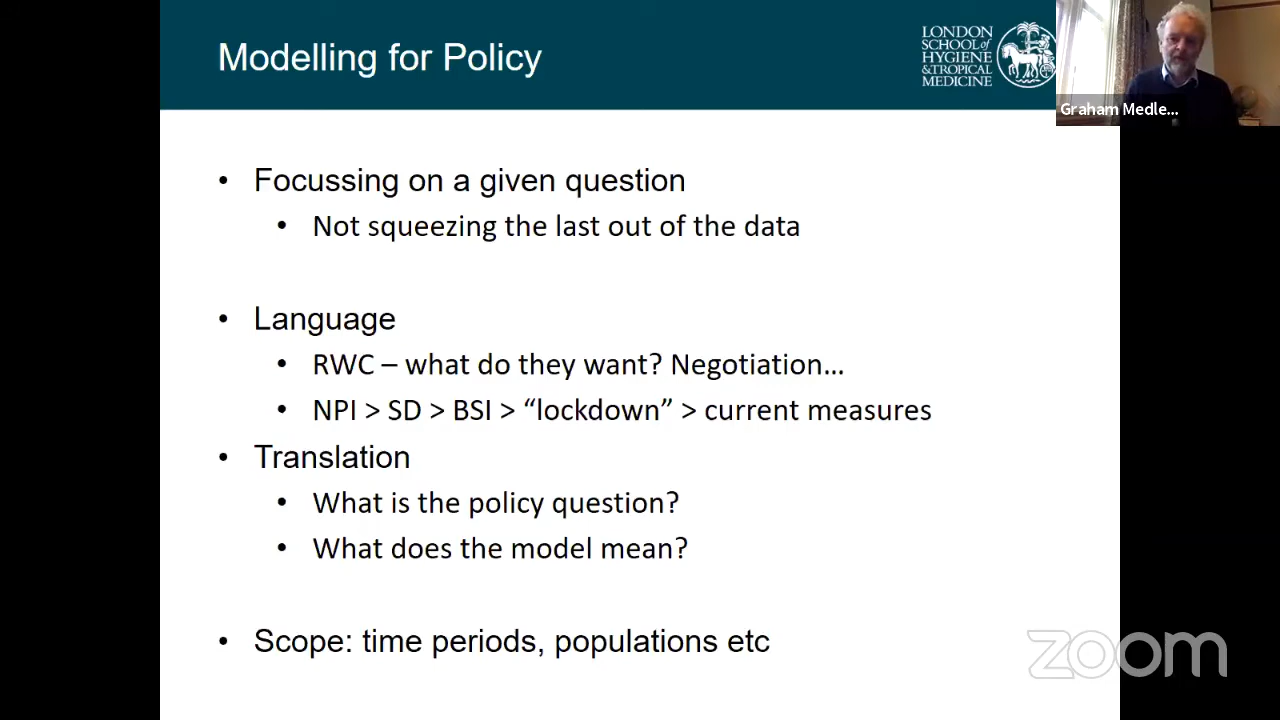 Modelling for Policy
LONDON
SCHOOL of
HYGIENE
& TROPICAL
MEDICINE
Graham Medle...
• Focussing on a given question
• Not squeezing the last out of the data
• Language
• RWC – what do they want? Negotiation...
• NPI > SD > BSI > “lockdown” > current measures
• Translation
• What is the policy question?
• What does the model mean?
• Scope: time periods, populations etc
zoom